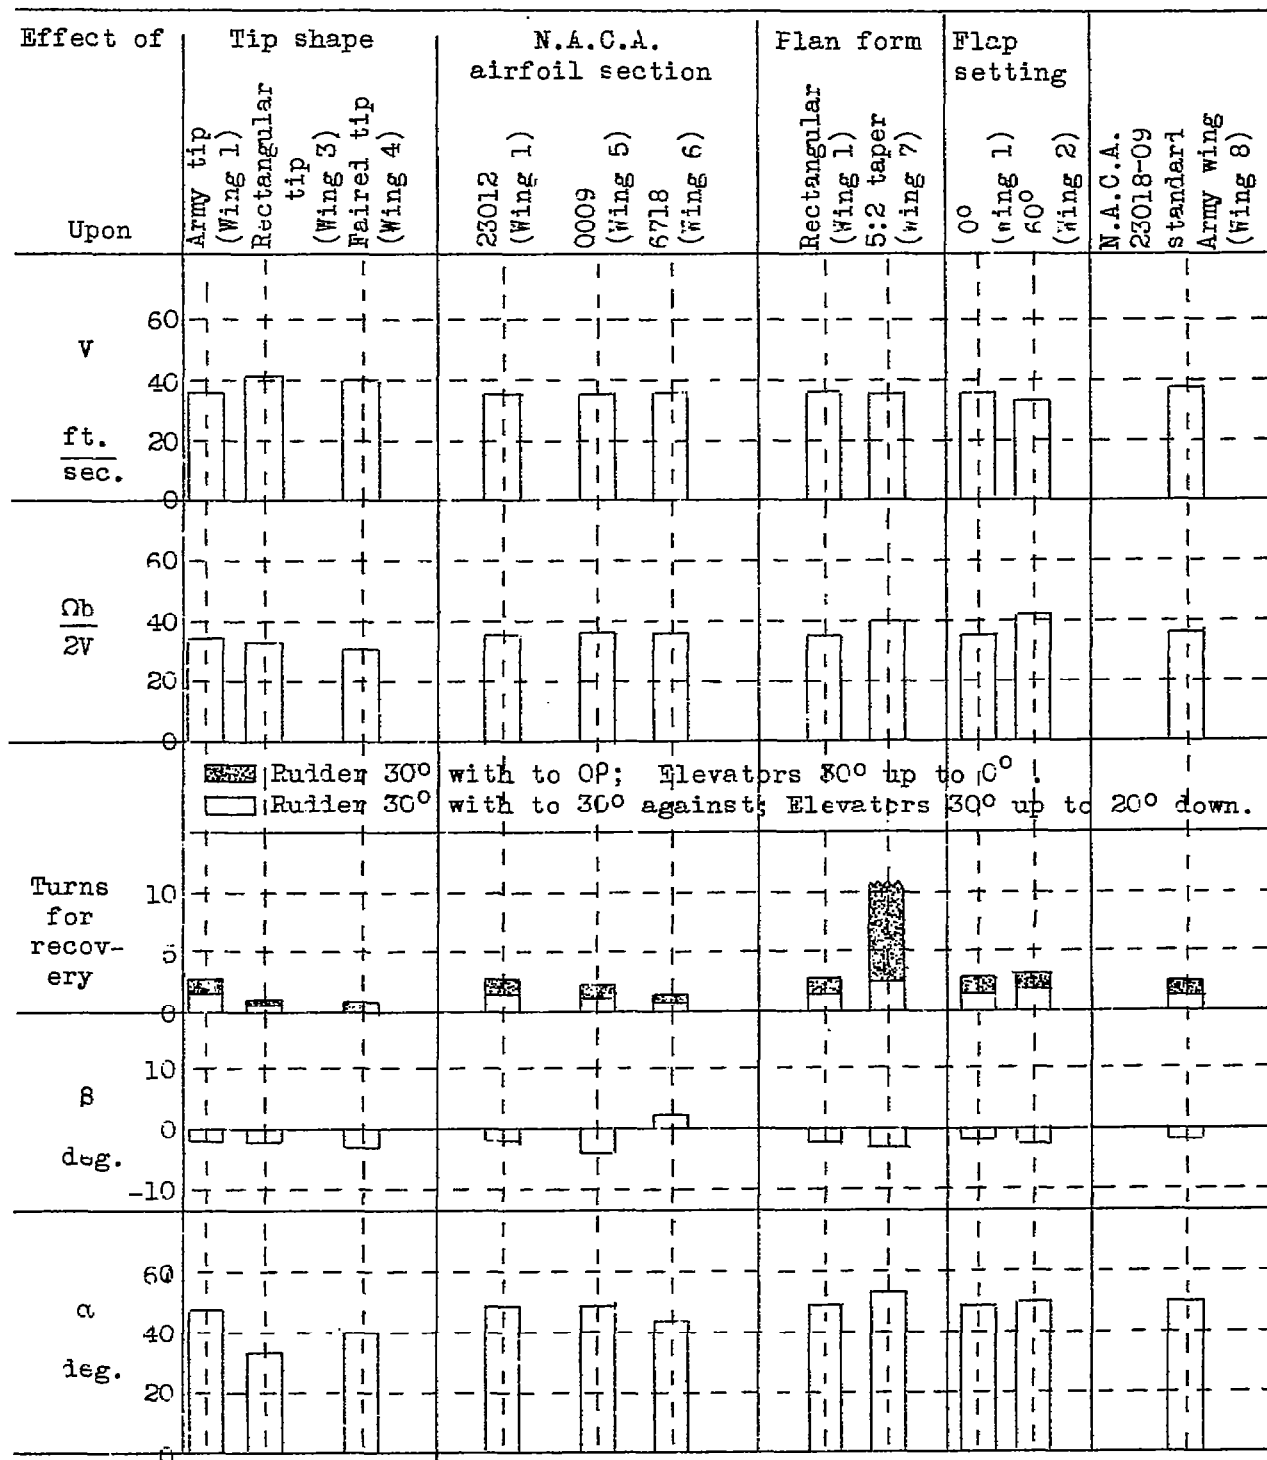 Effect of
Tip shape
N.A.C.A.
airfoil section
Plan form
Flap
setting
Upon
Army tip
(Wing 1)
Rectangular
tip
(Wing 3)
Faired tip
(Wing 4)
23012
(Wing 1)
0009
(Wing 5)
6718
(Wing 6)
Rectangular
(Wing 1)
5:2 taper
(Wing 7)
0°
(Wing 1)
60°
(Wing 2)
N.A.C.A.
23018-09
standard
Army wing
(Wing 8)
V
ft.
sec.
60
40
20
0
Ωb
2V
60
40
20
0
Rudder 30° with to 0°; Elevators 30° up to 0°.
Rudder 30° with to 30° against; Elevators 30° up to 20° down.
Turns
for
recov-
ery
10
5
0
β
deg.
10
0
-10
α
deg.
60
40
20
0